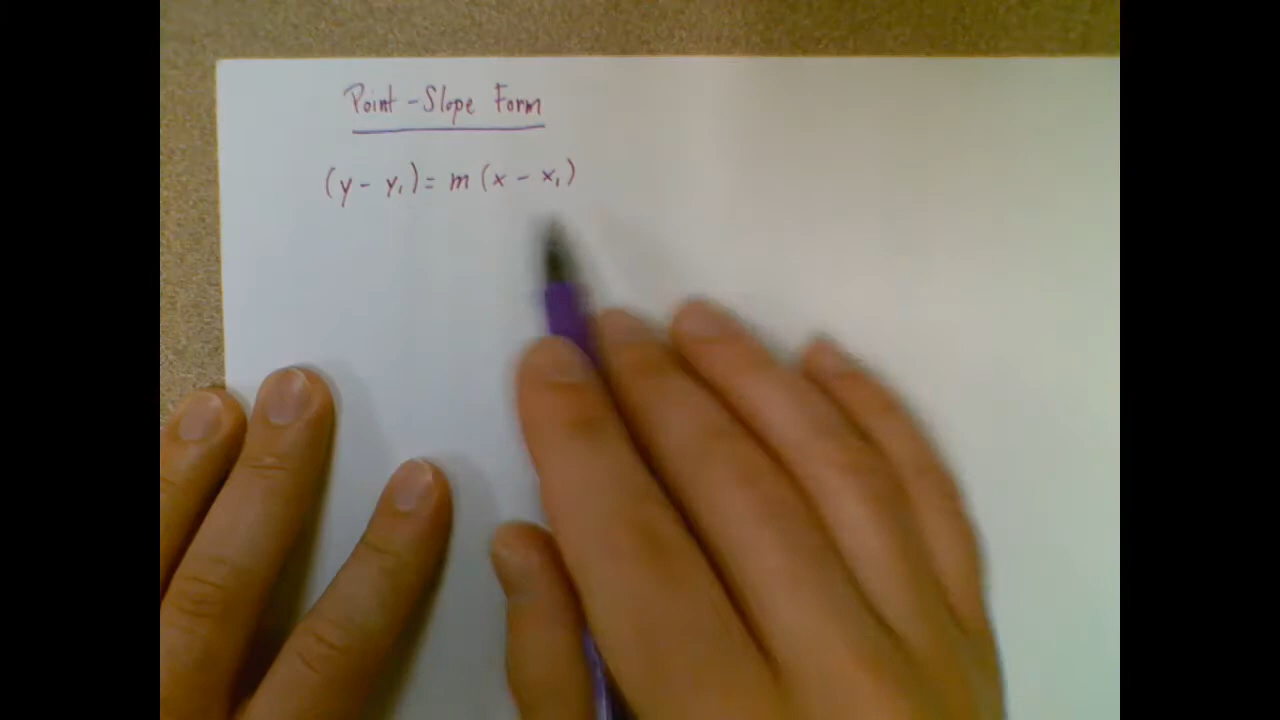 Point-Slope Form
(y - y₁) = m (x - x₁)